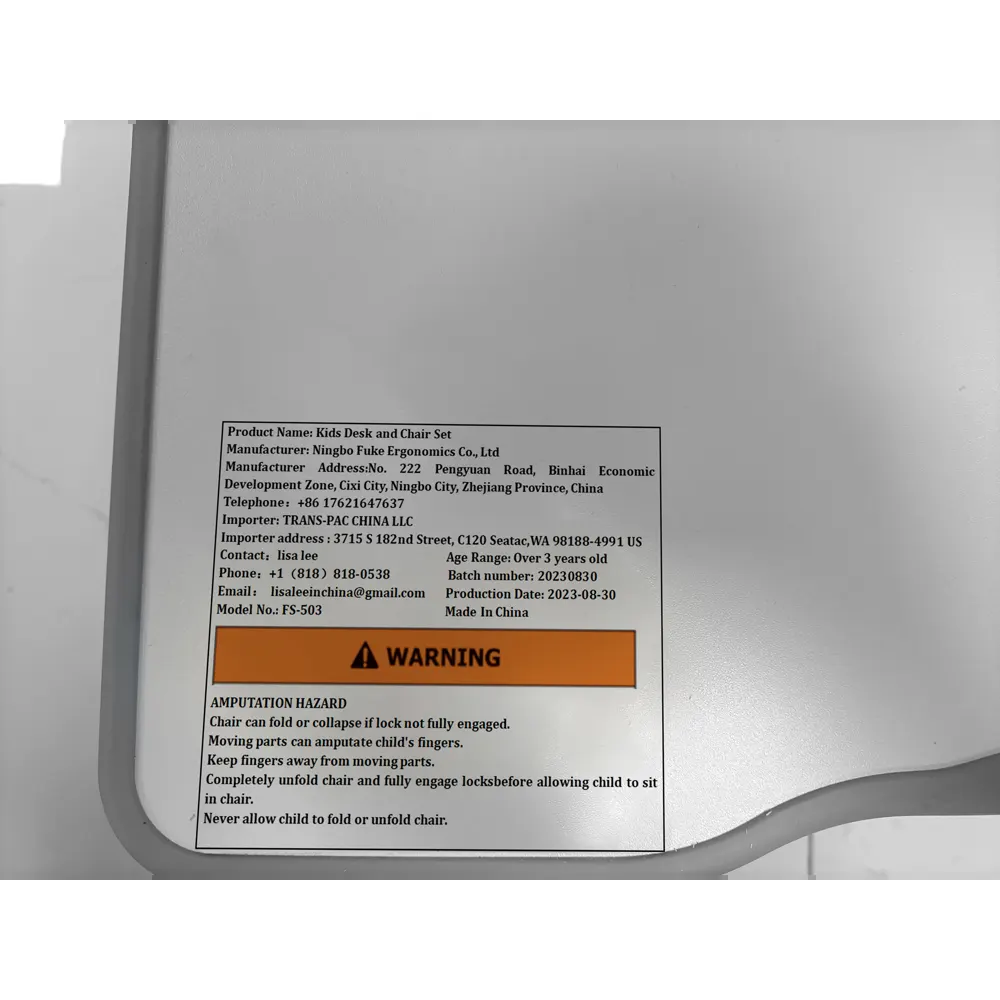 Product Name: Kids Desk and Chair Set
Manufacturer: Ningbo Fuke Ergonomics Co., Ltd
Manufacturer Address:No. 222 Pengyuan Road, Binhai Economic
Development Zone, Cixi City, Ningbo City, Zhejiang Province, China
Telephone: +86 17621647637
Importer: TRANS-PAC CHINA LLC
Importer address : 3715 S 182nd Street, C120 Seatac,WA 98188-4991 US
Contact: lisa lee Age Range: Over 3 years old
Phone: +1 (818) 818-0538 Batch number: 20230830
Email: lisaleeinchina@gmail.com Production Date: 2023-08-30
Model No.: FS-503 Made In China
WARNING
AMPUTATION HAZARD
Chair can fold or collapse if lock not fully engaged.
Moving parts can amputate child's fingers.
Keep fingers away from moving parts.
Completely unfold chair and fully engage locksbefore allowing child to sit
in chair.
Never allow child to fold or unfold chair.